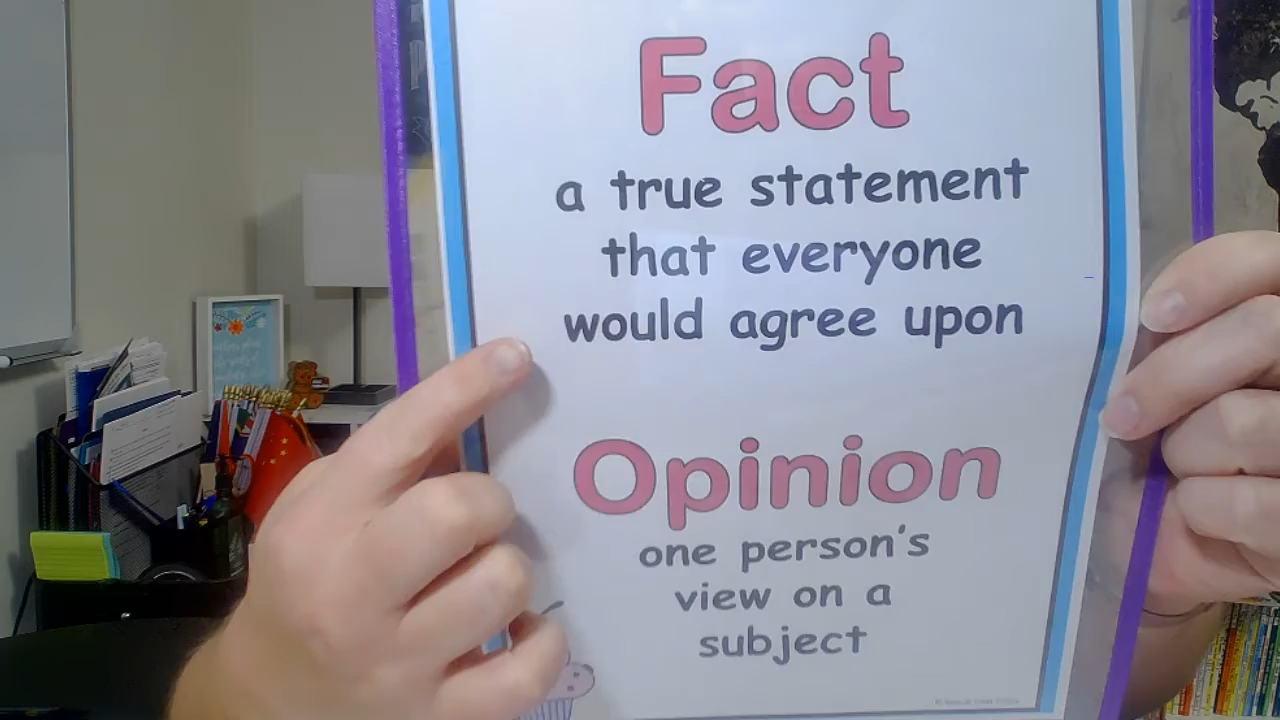 Fact
a true statement
that everyone
would agree upon
Opinion
one person's
view on a
subject